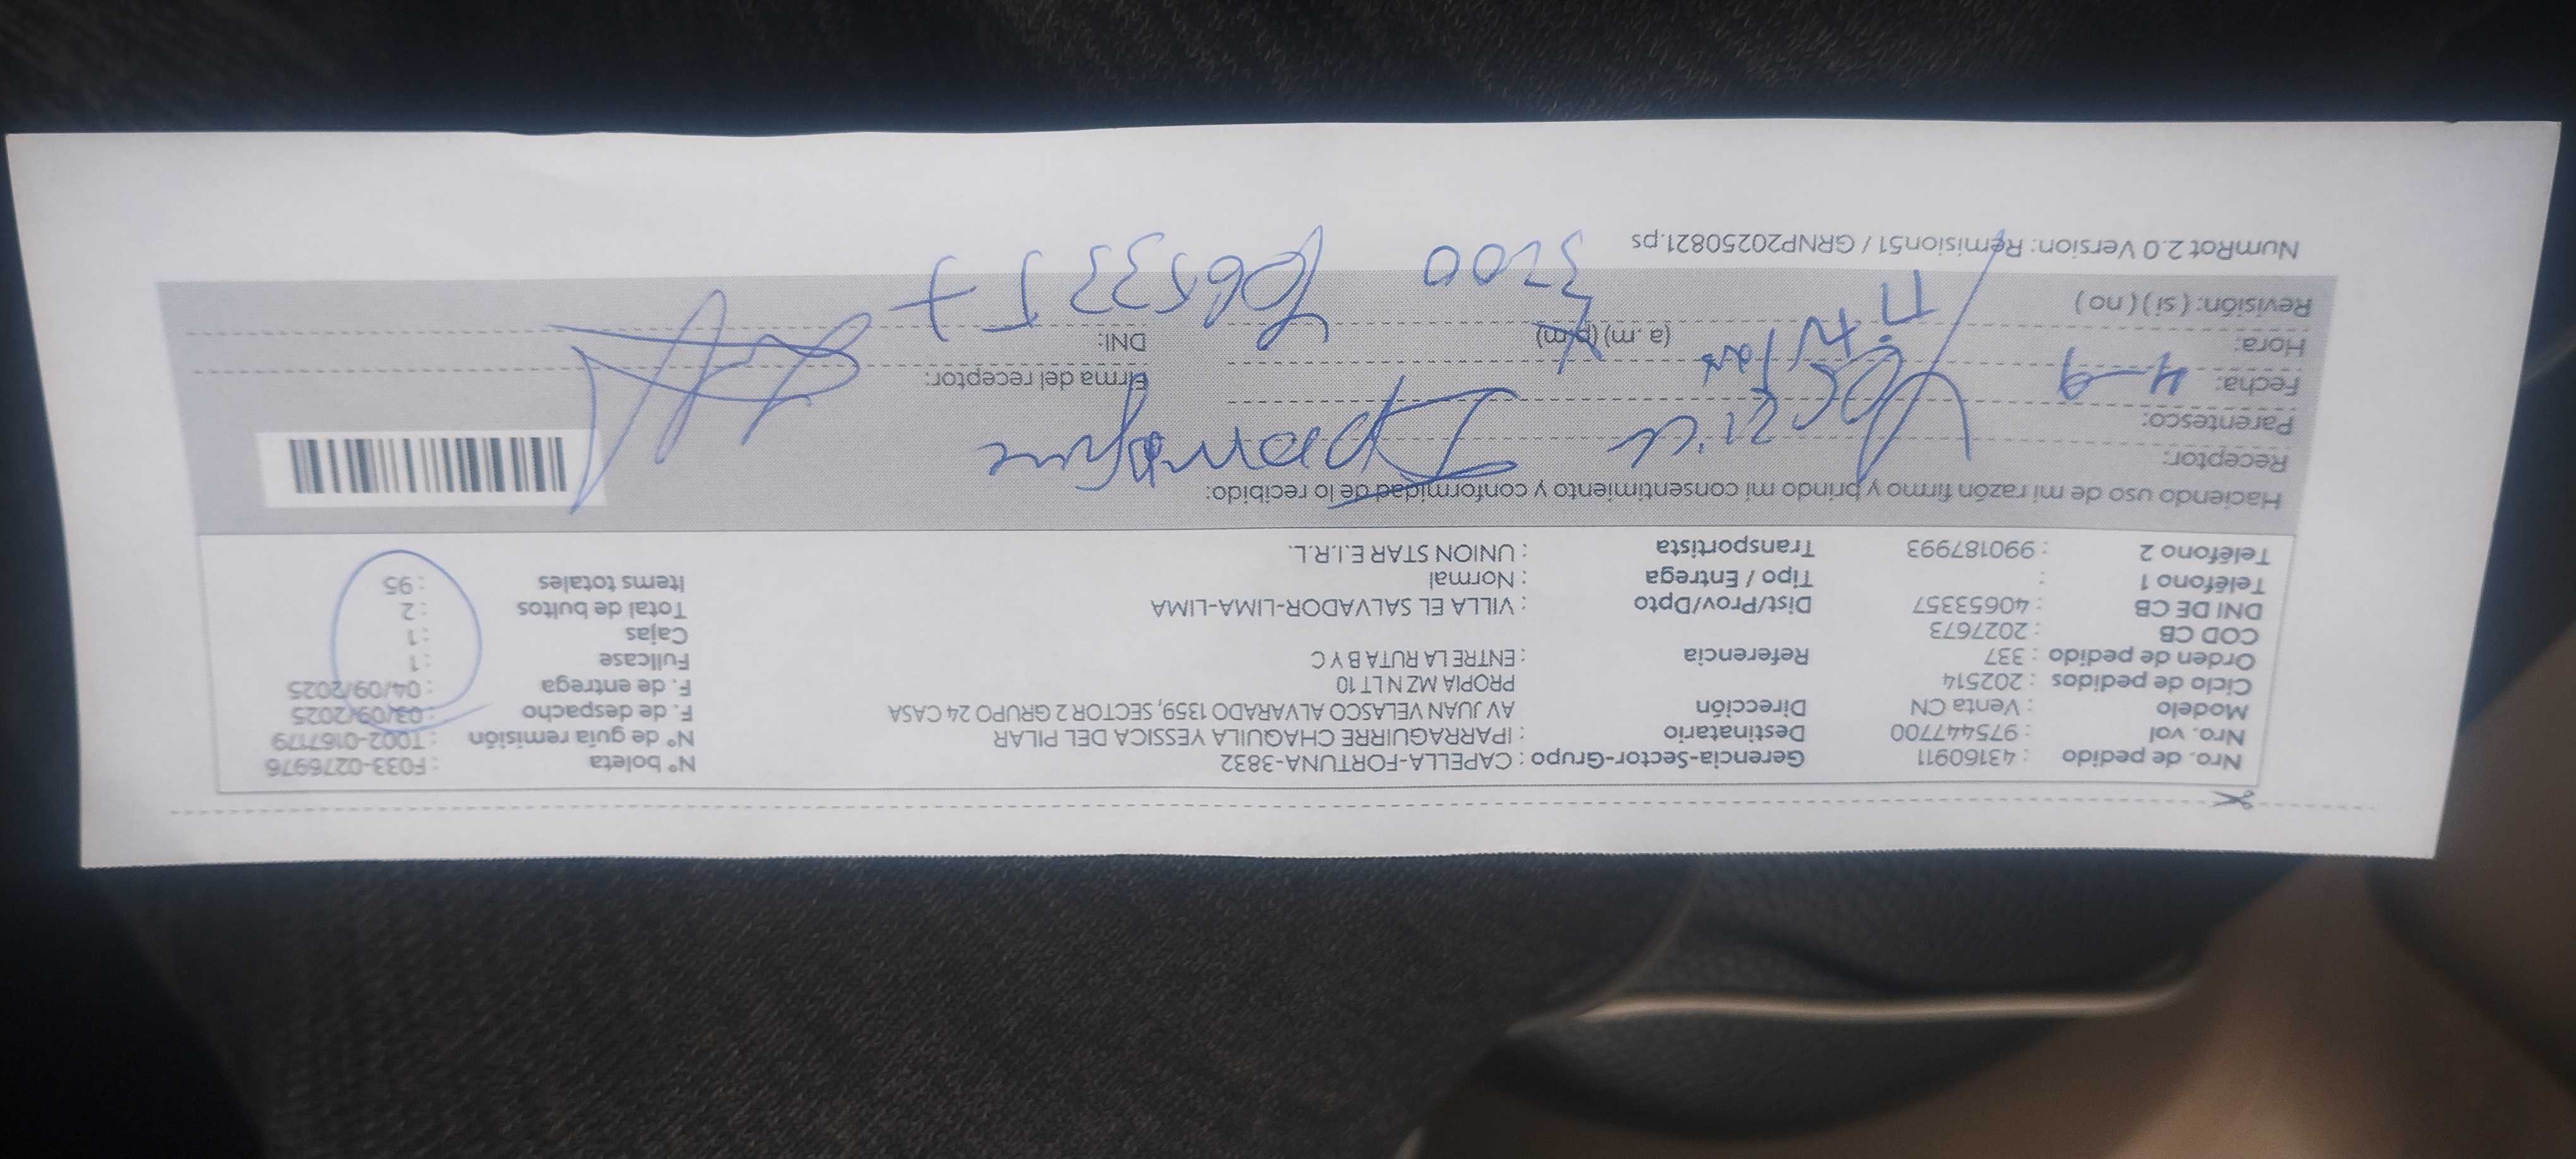 Nro. de pedido : 43160911 Gerencia-Sector-Grupo : CAPELLA-FORTUNA-3832 N° boleta : F033-0276976
Nro. vol : 975447700 Destinatario : IPARRAGUIRRE CHAQUILA YESSICA DEL PILAR N° de guía remisión : T002-0167179
Modelo : Venta CN Dirección AV JUAN VELASCO ALVARADO 1359, SECTOR 2 GRUPO 24 CASA F. de despacho : 03/09/2025
Ciclo de pedidos : 202514 PROPIA MZ N LT 10 F. de entrega : 04/09/2025
Orden de pedido : 337 Referencia : ENTRE LA RUTA B Y C Fullcase : 1
COD CB : 2027673 Cajas : 1
DNI DE CB : 40653357 Dist/Prov/Dpto : VILLA EL SALVADOR-LIMA-LIMA Total de bultos : 2
Teléfono 1 : Tipo / Entrega : Normal Items totales : 95
Teléfono 2 : 990187993 Transportista : UNION STAR E.I.R.L.
Haciendo uso de mi razón firmo y brindo mi consentimiento y conformidad de lo recibido:
Receptor:
Parentesco:
Fecha: 4-9 Firma del receptor:
Hora: (a. m) (p.m) DNI: 40653357
Revisión: ( si ) ( no )
NumRot 2.0 Version: Remision51 / GRNP20250821.ps